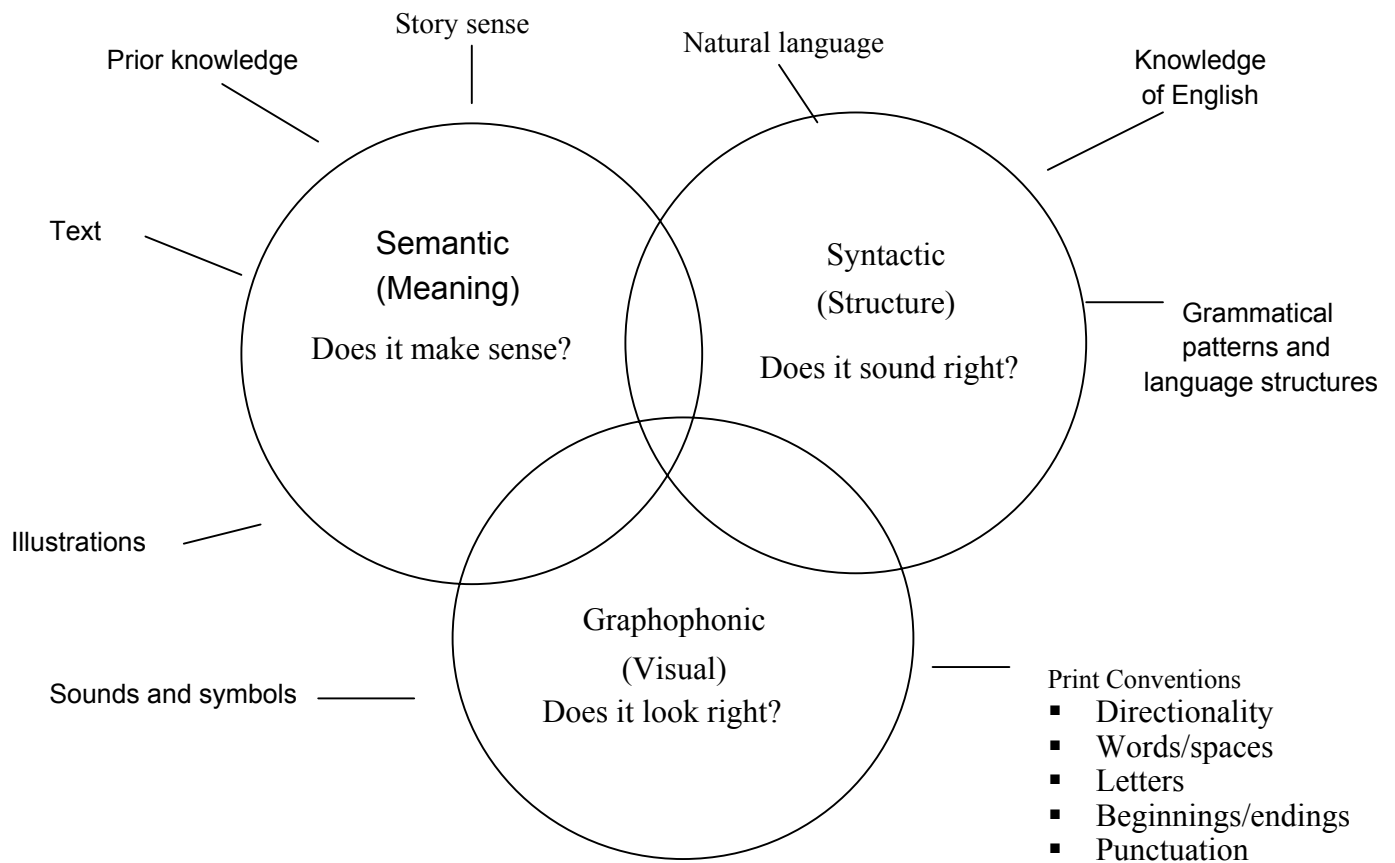 Story sense
Prior knowledge
Natural language
Knowledge
of English
Text
Semantic
(Meaning)
Does it make sense?
Syntactic
(Structure)
Does it sound right?
Grammatical
patterns and
language structures
Illustrations
Graphophonic
(Visual)
Does it look right?
Sounds and symbols
Print Conventions
▪ Directionality
▪ Words/spaces
▪ Letters
▪ Beginnings/endings
▪ Punctuation